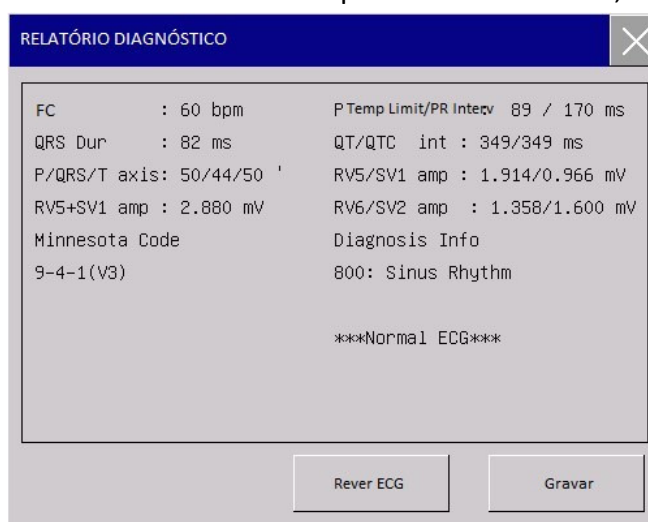 RELATÓRIO DIAGNÓSTICO
FC : 60 bpm P Temp Limit/PR Interv 89 / 170 ms
QRS Dur : 82 ms QT/QTC int : 349/349 ms
P/QRS/T axis: 50/44/50 ' RV5/SV1 amp : 1.914/0.966 mV
RV5+SV1 amp : 2.880 mV RV6/SV2 amp : 1.358/1.600 mV
Minnesota Code Diagnosis Info
9-4-1(V3) 800: Sinus Rhythm
***Normal ECG***
Rever ECG Gravar